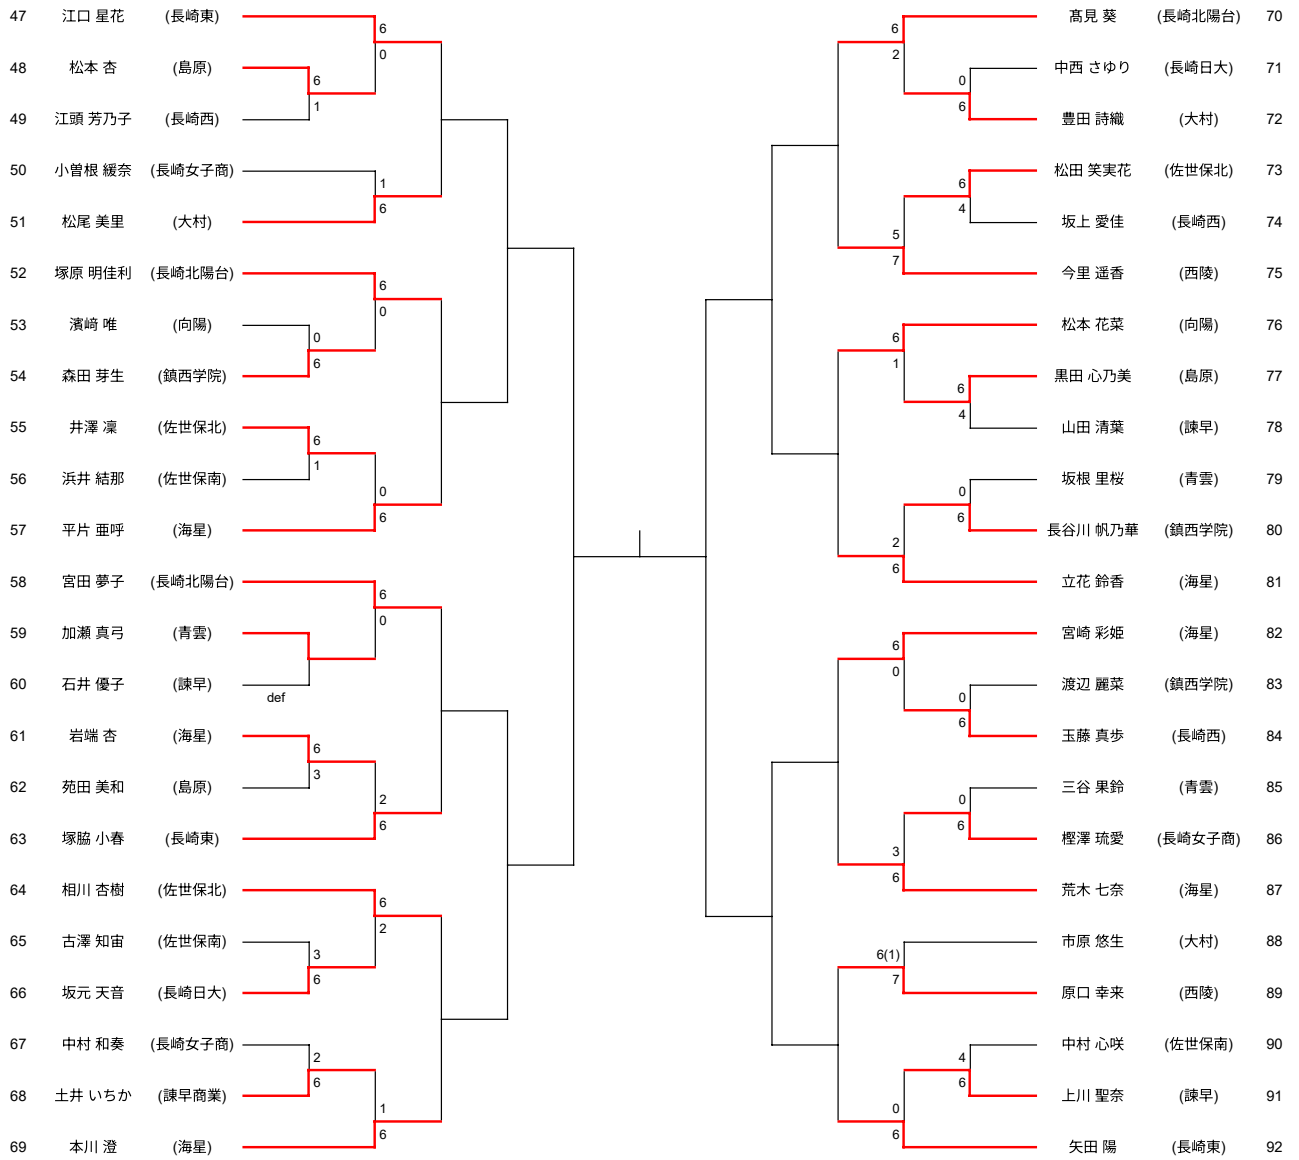 47 江口 星花 (長崎東)
6
0
48 松本 杏 (島原)
6
1
49 江頭 芳乃子 (長崎西)
50 小曽根 緩奈 (長崎女子商)
1
6
51 松尾 美里 (大村)
52 塚原 明佳利 (長崎北陽台)
6
0
53 濱﨑 唯 (向陽)
0
6
54 森田 芽生 (鎮西学院)
55 井澤 凜 (佐世保北)
6
1
56 浜井 結那 (佐世保南)
0
6
57 平片 亜呼 (海星)
58 宮田 夢子 (長崎北陽台)
6
0
59 加瀬 真弓 (青雲)
60 石井 優子 (諫早)
def
61 岩端 杏 (海星)
6
3
62 苑田 美和 (島原)
2
6
63 塚脇 小春 (長崎東)
64 相川 杏樹 (佐世保北)
6
2
65 古澤 知宙 (佐世保南)
3
6
66 坂元 天音 (長崎日大)
67 中村 和奏 (長崎女子商)
2
6
68 土井 いちか (諫早商業)
1
6
69 本川 澄 (海星)
髙見 葵 (長崎北陽台) 70
6
2
中西 さゆり (長崎日大) 71
0
6
豊田 詩織 (大村) 72
松田 笑実花 (佐世保北) 73
6
4
坂上 愛佳 (長崎西) 74
5
7
今里 遥香 (西陵) 75
松本 花菜 (向陽) 76
6
1
黒田 心乃美 (島原) 77
6
4
山田 清葉 (諫早) 78
坂根 里桜 (青雲) 79
0
6
長谷川 帆乃華 (鎮西学院) 80
2
6
立花 鈴香 (海星) 81
宮崎 彩姫 (海星) 82
6
0
渡辺 麗菜 (鎮西学院) 83
0
6
玉藤 真歩 (長崎西) 84
三谷 果鈴 (青雲) 85
0
6
樫澤 琉愛 (長崎女子商) 86
3
6
荒木 七奈 (海星) 87
市原 悠生 (大村) 88
6(1)
7
原口 幸来 (西陵) 89
中村 心咲 (佐世保南) 90
4
6
上川 聖奈 (諫早) 91
0
6
矢田 陽 (長崎東) 92